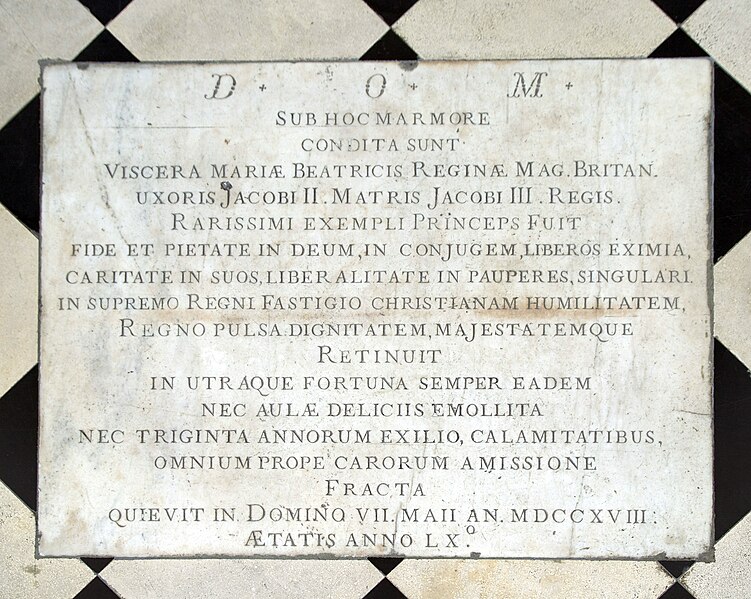 D · O · M ·
SUB HOC MARMORE
CONDITA SUNT
VISCERA MARIÆ BEATRICIS REGINÆ MAG. BRITAN.
UXORIS JACOBI II. MATRIS JACOBI III. REGIS.
RARISSIMI EXEMPLI PRINCEPS FUIT
FIDE ET PIETATE IN DEUM, IN CONJUGEM, LIBEROS EXIMIA,
CARITATE IN SUOS, LIBERALITATE IN PAUPERES, SINGULARI.
IN SUPREMO REGNI FASTIGIO CHRISTIANAM HUMILITATEM,
REGNO PULSA DIGNITATEM, MAJESTATEMQUE
RETINUIT
IN UTRAQUE FORTUNA SEMPER EADEM
NEC AULÆ DELICIIS EMOLLITA
NEC TRIGINTA ANNORUM EXILIO, CALAMITATIBUS,
OMNIUM PROPE CARORUM AMISSIONE
FRACTA
QUIEVIT IN DOMINO VII. MAII AN. MDCCXVIII.
ÆTATIS ANNO LX.º